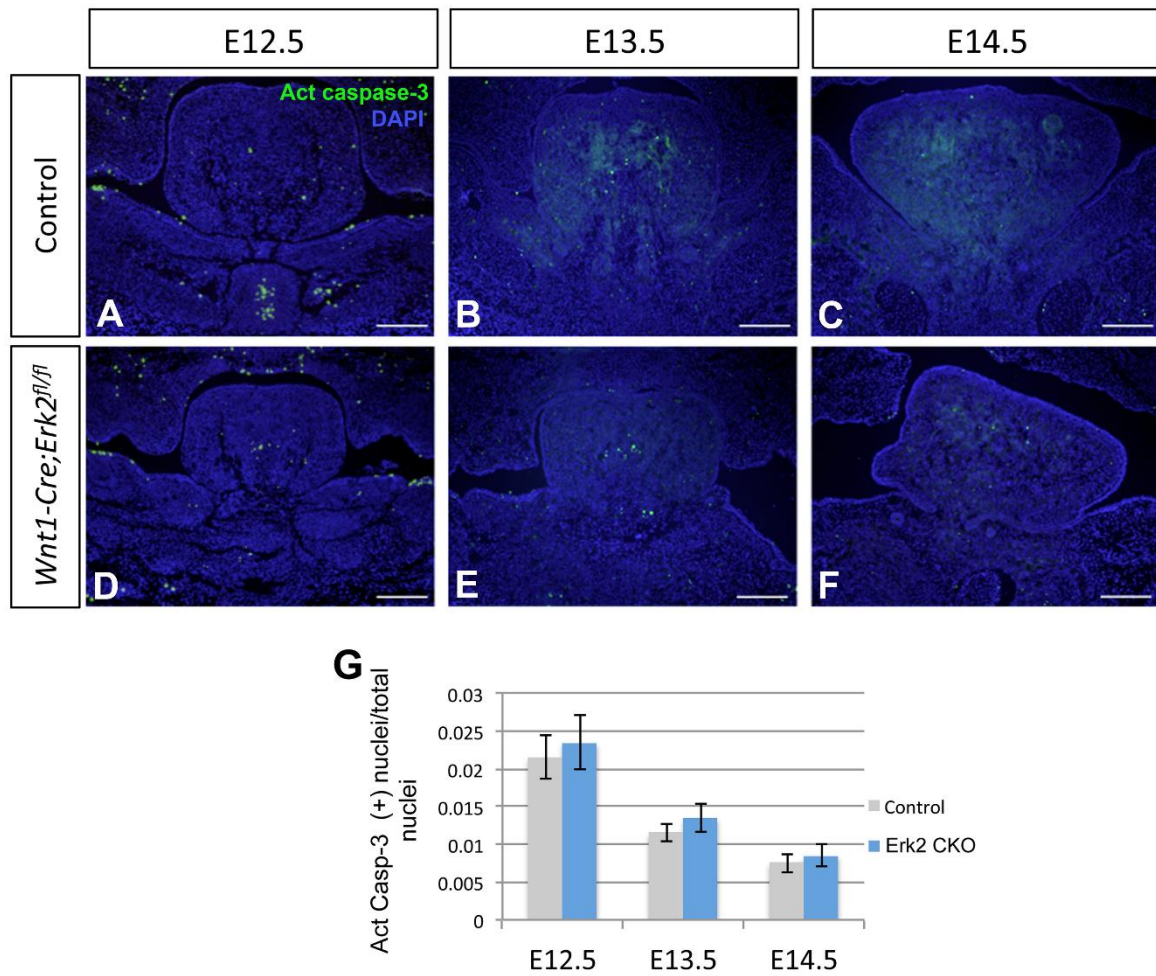 E12.5
E13.5
E14.5
Control
Act caspase-3
DAPI
A
B
C
Wnt1-Cre;Erk2fl/fl
D
E
F
G
Act Casp-3 (+) nuclei/total
nuclei
0.03
0.025
0.02
0.015
0.01
0.005
0
Control
Erk2 CKO
E12.5
E13.5
E14.5